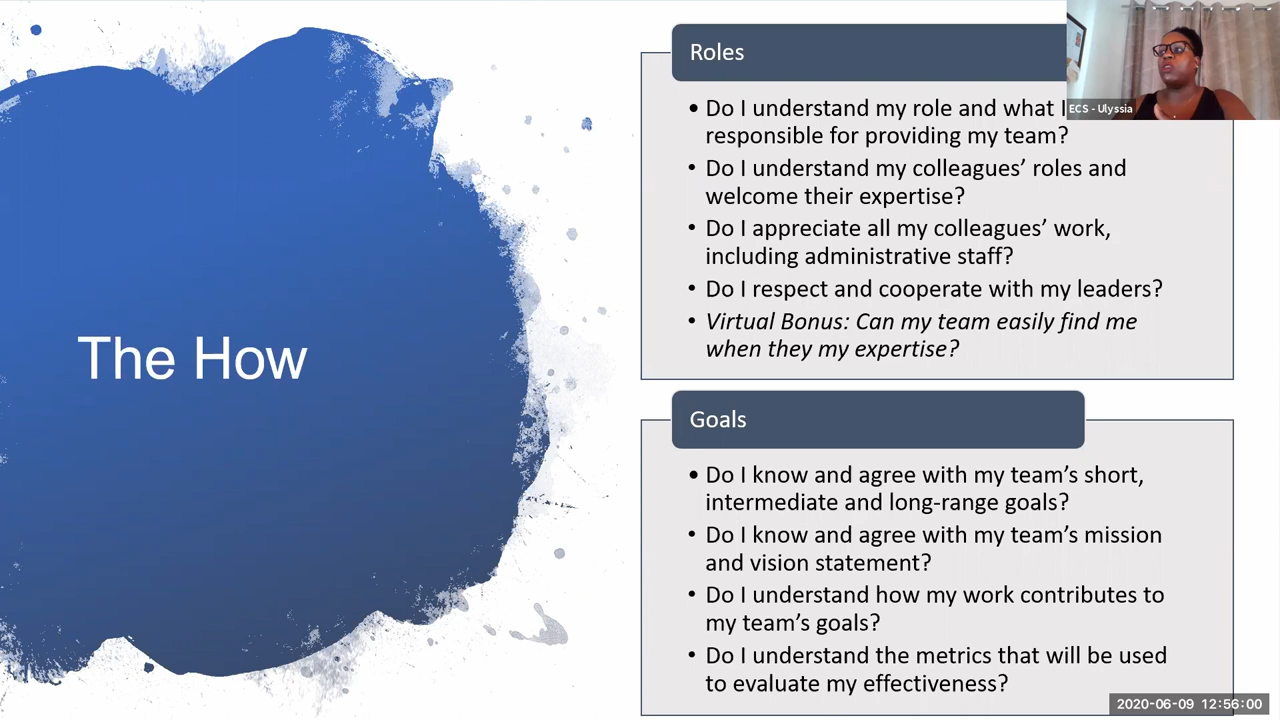 The How
Roles
• Do I understand my role and what I
responsible for providing my team?
• Do I understand my colleagues’ roles and
welcome their expertise?
• Do I appreciate all my colleagues’ work,
including administrative staff?
• Do I respect and cooperate with my leaders?
• Virtual Bonus: Can my team easily find me
when they my expertise?
Goals
• Do I know and agree with my team’s short,
intermediate and long-range goals?
• Do I know and agree with my team’s mission
and vision statement?
• Do I understand how my work contributes to
my team’s goals?
• Do I understand the metrics that will be used
to evaluate my effectiveness?
ECS - Ulyssia
2020-06-09 12:56:00